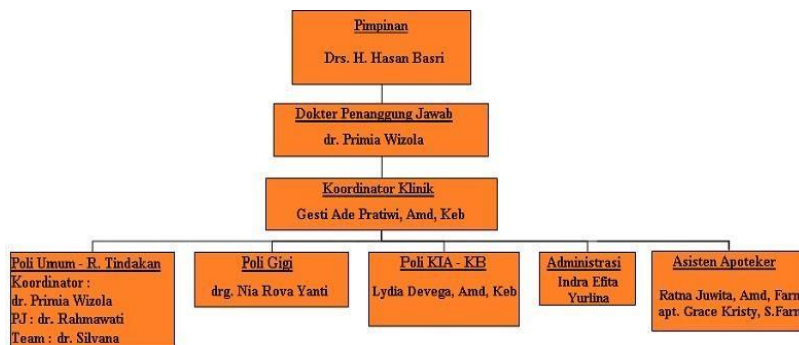 Pimpinan
Drs. H. Hasan Basri
Dokter Penanggung Jawab
dr. Primia Wizola
Koordinator Klinik
Gesti Ade Pratiwi, Amd, Keb
Poli Umum - R. Tindakan
Koordinator :
dr. Primia Wizola
PJ : dr. Rahmawati
Team : dr. Silvana
Poli Gigi
drg. Nia Rova Yanti
Poli KIA - KB
Lydia Devega, Amd, Keb
Administrasi
Indra Efita
Yurlina
Asisten Apoteker
Ratna Juwita, Amd, Farm
apt. Grace Kristy, S.Farm